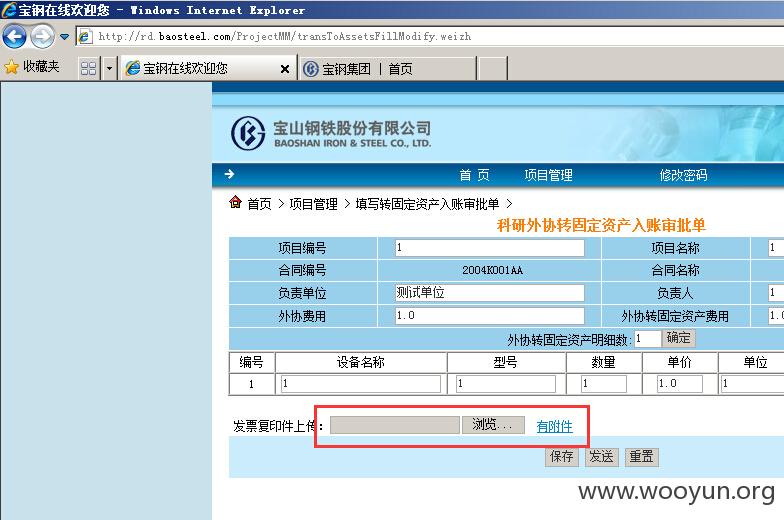 宝钢在线欢迎您 - Windows Internet Explorer
http://rd.baosteel.com/ProjectMM/transToAssetsFillModify.weizh
收藏夹 宝钢在线欢迎您 x 宝钢集团 | 首页
宝山钢铁股份有限公司
BAOSHAN IRON & STEEL CO., LTD.
首 页 项目管理 修改密码
首页 > 项目管理 > 填写转固定资产入账审批单 >
科研外协转固定资产入账审批单
项目编号 1 项目名称 1
合同编号 2004K001AA 合同名称
负责单位 测试单位 负责人 1
外协费用 1.0 外协转固定资产费用 1.0
外协转固定资产明细数: 1 确定
编号 设备名称 型号 数量 单价 单位
1 1 1 1 1.0 1
发票复印件上传: 浏览... 有附件
保存 发送 重置
www.wooyun.org